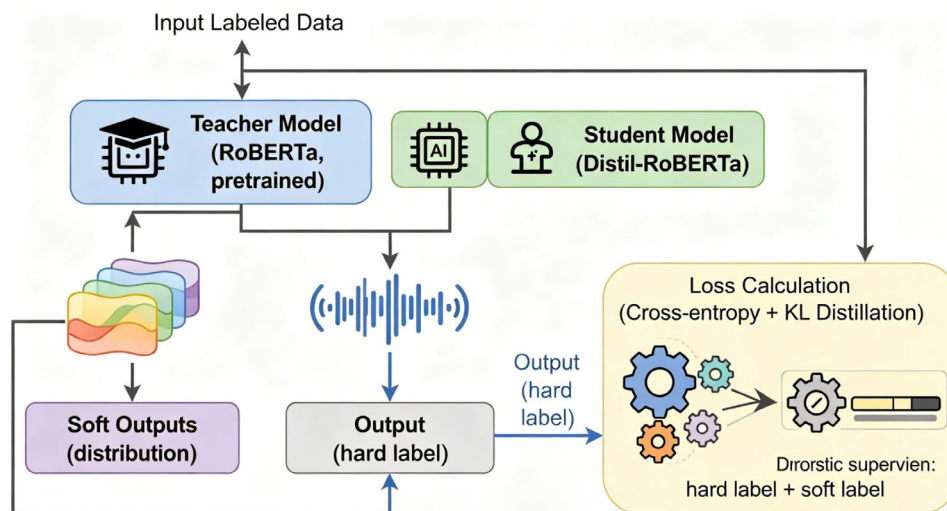 Input Labeled Data
Teacher Model
(RoBERTa,
pretrained)
AI
Student Model
(Distil-RoBERTa)
Loss Calculation
(Cross-entropy + KL Distillation)
Output
(hard label)
Soft Outputs
(distribution)
Output
(hard label)
supervien:
hard label + soft label